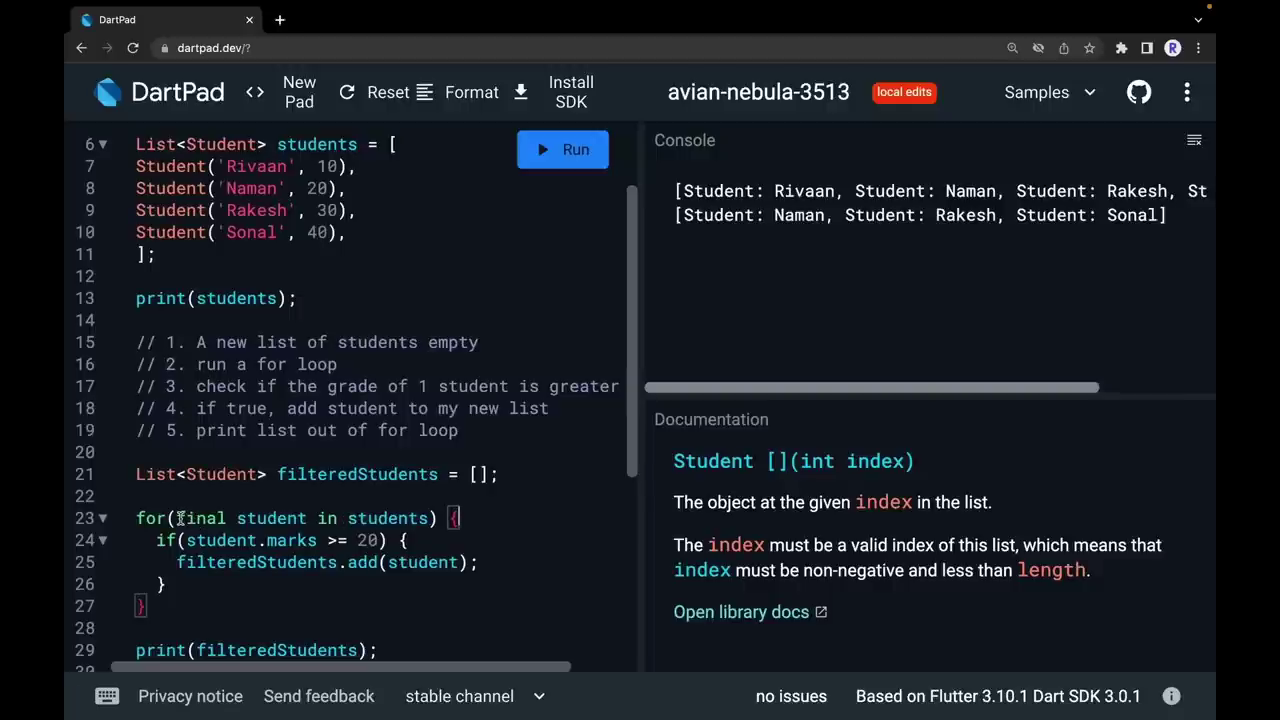 DartPad
dartpad.dev/?
R
DartPad
<> New Pad
Reset
Format
Install SDK
avian-nebula-3513
local edits
Samples
6 List<Student> students = [
7 Student('Rivaan', 10),
8 Student('Naman', 20),
9 Student('Rakesh', 30),
10 Student('Sonal', 40),
11 ];
12
13 print(students);
14
15 // 1. A new list of students empty
16 // 2. run a for loop
17 // 3. check if the grade of 1 student is greater
18 // 4. if true, add student to my new list
19 // 5. print list out of for loop
20
21 List<Student> filteredStudents = [];
22
23 for(final student in students) {
24 if(student.marks >= 20) {
25 filteredStudents.add(student);
26 }
27 }
28
29 print(filteredStudents);
30
Run
Console
[Student: Rivaan, Student: Naman, Student: Rakesh, St
[Student: Naman, Student: Rakesh, Student: Sonal]
Documentation
Student [](int index)
The object at the given index in the list.
The index must be a valid index of this list, which means that
index must be non-negative and less than length.
Open library docs
Privacy notice
Send feedback
stable channel
no issues
Based on Flutter 3.10.1 Dart SDK 3.0.1